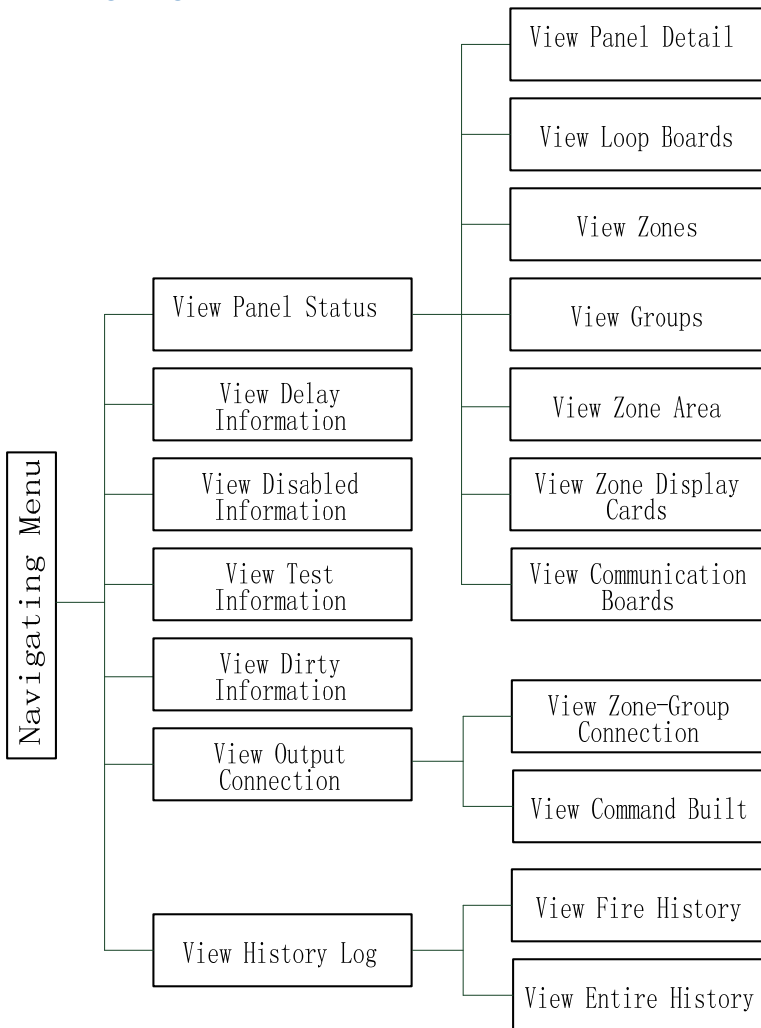 Navigating Menu
View Panel Status
View Delay
Information
View Disabled
Information
View Test
Information
View Dirty
Information
View Output
Connection
View History Log
View Panel Detail
View Loop Boards
View Zones
View Groups
View Zone Area
View Zone Display
Cards
View Communication
Boards
View Zone-Group
Connection
View Command Built
View Fire History
View Entire History